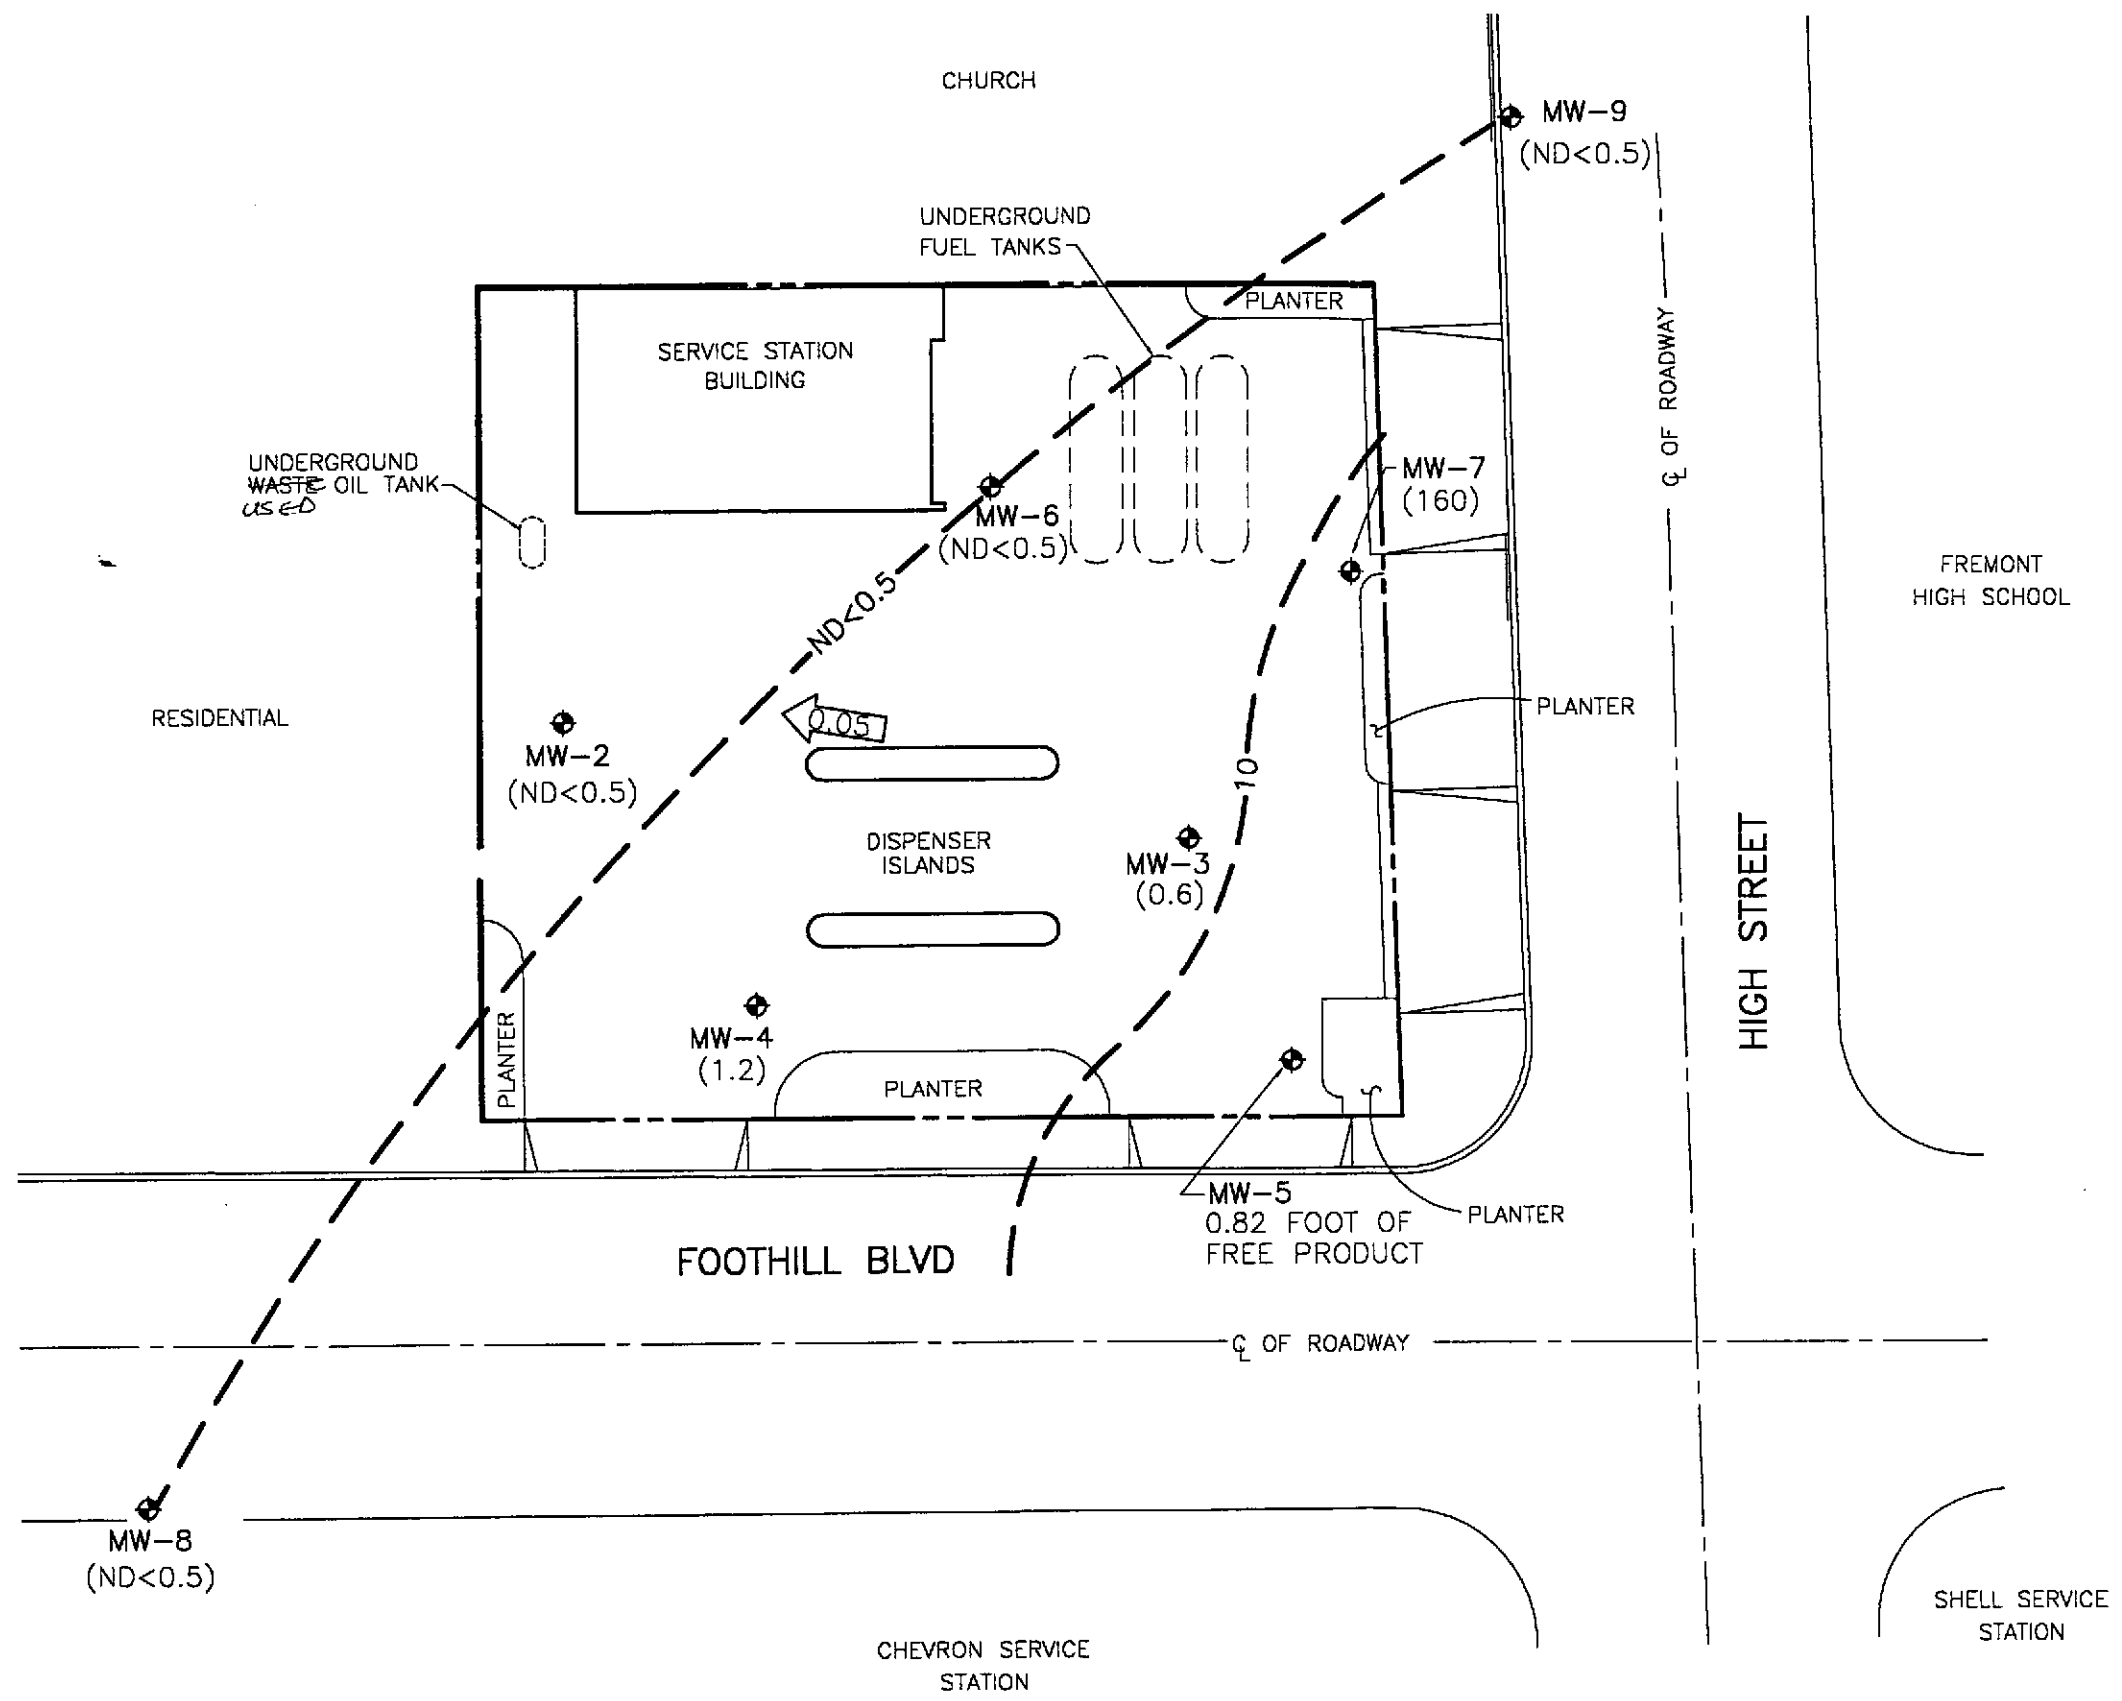 CHURCH
MW-9
(ND<0.5)
UNDERGROUND
FUEL TANKS
PLANTER
SERVICE STATION
BUILDING
℄ OF ROADWAY
UNDERGROUND
WASTE OIL TANK
USED
MW-7
(160)
MW-6
(ND<0.5)
FREMONT
HIGH SCHOOL
ND<0.5
RESIDENTIAL
PLANTER
0.05
MW-2
(ND<0.5)
10
DISPENSER
ISLANDS
MW-3
(0.6)
HIGH STREET
MW-4
(1.2)
PLANTER
PLANTER
MW-5
0.82 FOOT OF
FREE PRODUCT
PLANTER
FOOTHILL BLVD
℄ OF ROADWAY
MW-8
(ND<0.5)
SHELL SERVICE
STATION
CHEVRON SERVICE
STATION